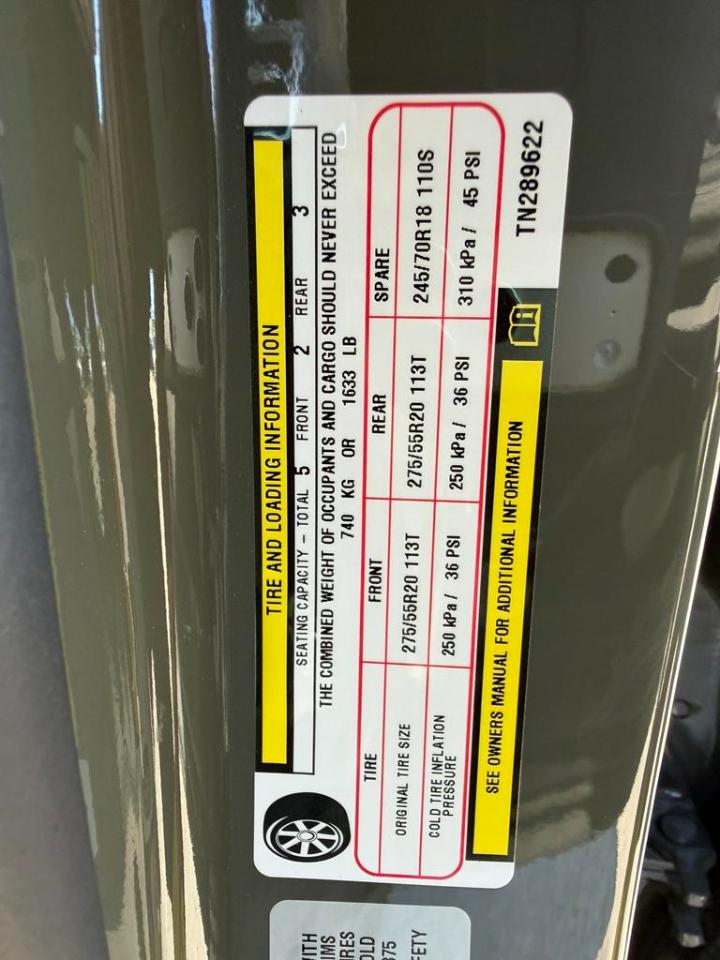 TIRE AND LOADING INFORMATION
SEATING CAPACITY - TOTAL 5 FRONT 2 REAR 3
THE COMBINED WEIGHT OF OCCUPANTS AND CARGO SHOULD NEVER EXCEED
740 KG OR 1633 LB
TIRE FRONT REAR SPARE
ORIGINAL TIRE SIZE 275/55R20 113T 275/55R20 113T 245/70R18 110S
COLD TIRE INFLATION
PRESSURE 250 kPa / 36 PSI 250 kPa / 36 PSI 310 kPa / 45 PSI
SEE OWNERS MANUAL FOR ADDITIONAL INFORMATION
TN289622